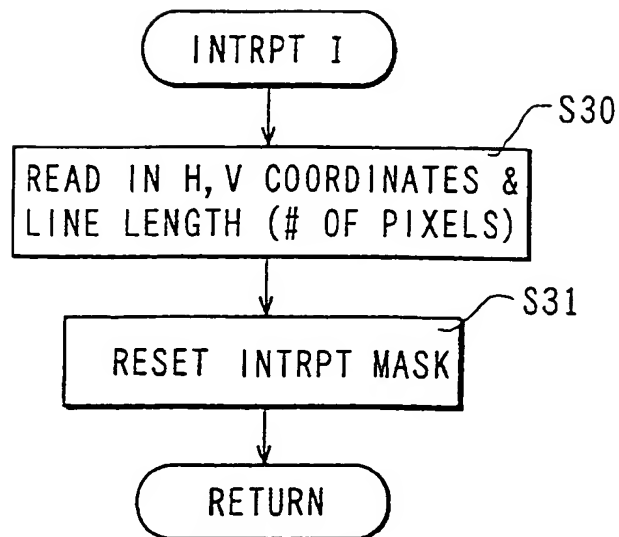 INTRPT I
S30
READ IN H,V COORDINATES &
LINE LENGTH (# OF PIXELS)
S31
RESET INTRPT MASK
RETURN